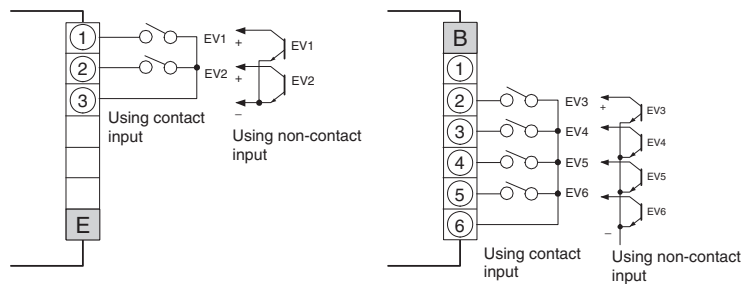 1
EV1
+
EV1
2
EV2
+
EV2
3
–
Using contact
input
Using non-contact
input
E
B
1
2
EV3
+
EV3
3
EV4
EV4
4
EV5
EV5
5
EV6
EV6
6
–
Using contact
input
Using non-contact
input